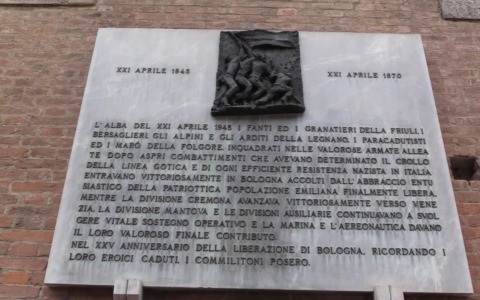 XXI APRILE 1945
XXI APRILE 1970
L'ALBA DEL XXI APRILE 1945 I FANTI ED I GRANATIERI DELLA FRIULI, I
BERSAGLIERI, GLI ALPINI E GLI ARDITI DELLA LEGNANO, I PARACADUTISTI
ED I MARÒ DELLA FOLGORE, INQUADRATI NELLE VALOROSE ARMATE ALLEA
TE DOPO ASPRI COMBATTIMENTI CHE AVEVANO DETERMINATO IL CROLLO
DELLA LINEA GOTICA E DI OGNI EFFICIENTE RESISTENZA NAZISTA IN ITALIA
ENTRAVANO VITTORIOSAMENTE IN BOLOGNA ACCOLTI DALL'ABBRACCIO ENTU
SIASTICO DELLA PATRIOTTICA POPOLAZIONE EMILIANA FINALMENTE LIBERA
MENTRE LA DIVISIONE CREMONA AVANZAVA VITTORIOSAMENTE VERSO VENE
ZIA. LA DIVISIONE MANTOVA E LE DIVISIONI AUSILIARIE CONTINUAVANO A SVOL
GERE VITALE SOSTEGNO OPERATIVO E LA MARINA E L'AEREONAUTICA DAVANO
IL LORO VALOROSO FINALE CONTRIBUTO.
NEL XXV ANNIVERSARIO DELLA LIBERAZIONE DI BOLOGNA, RICORDANDO I
LORO EROICI CADUTI, I COMMILITONI POSERO.